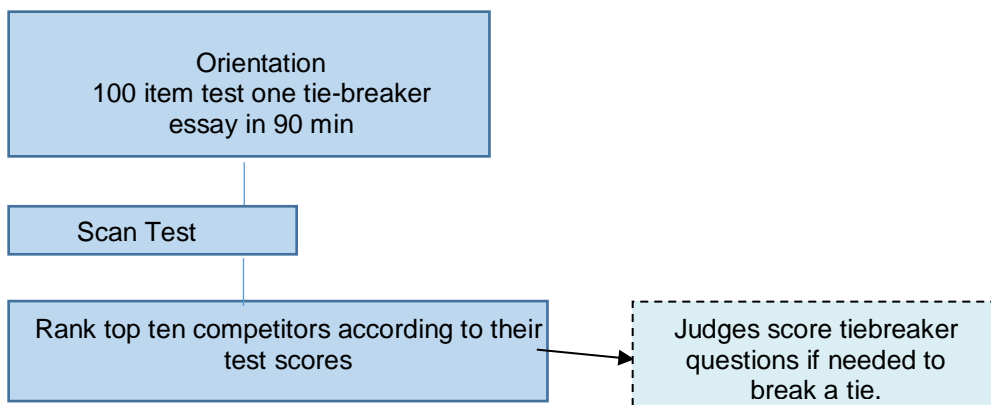 Orientation
100 item test one tie-breaker
essay in 90 min
Scan Test
Rank top ten competitors according to their
test scores
Judges score tiebreaker
questions if needed to
break a tie.